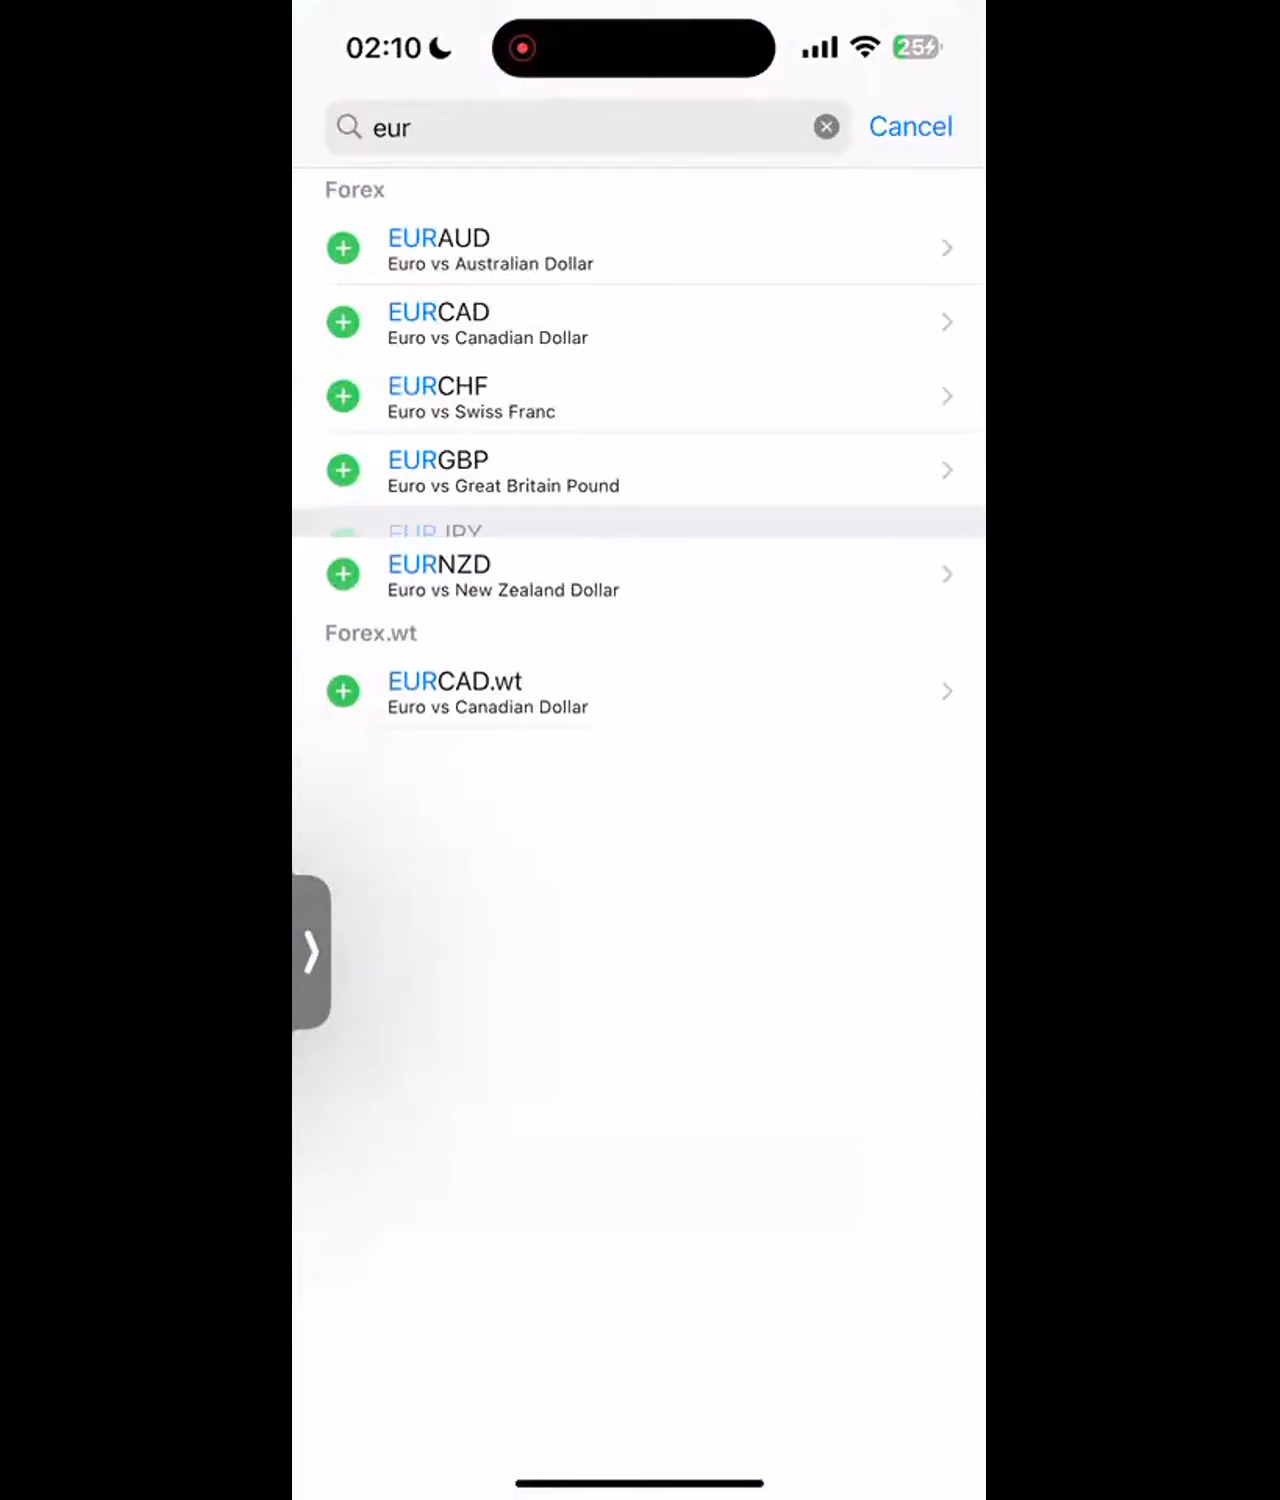 02:10
25
eur
Cancel
Forex
EURAUD
Euro vs Australian Dollar
EURCAD
Euro vs Canadian Dollar
EURCHF
Euro vs Swiss Franc
EURGBP
Euro vs Great Britain Pound
EURJPY
EURNZD
Euro vs New Zealand Dollar
Forex.wt
EURCAD.wt
Euro vs Canadian Dollar